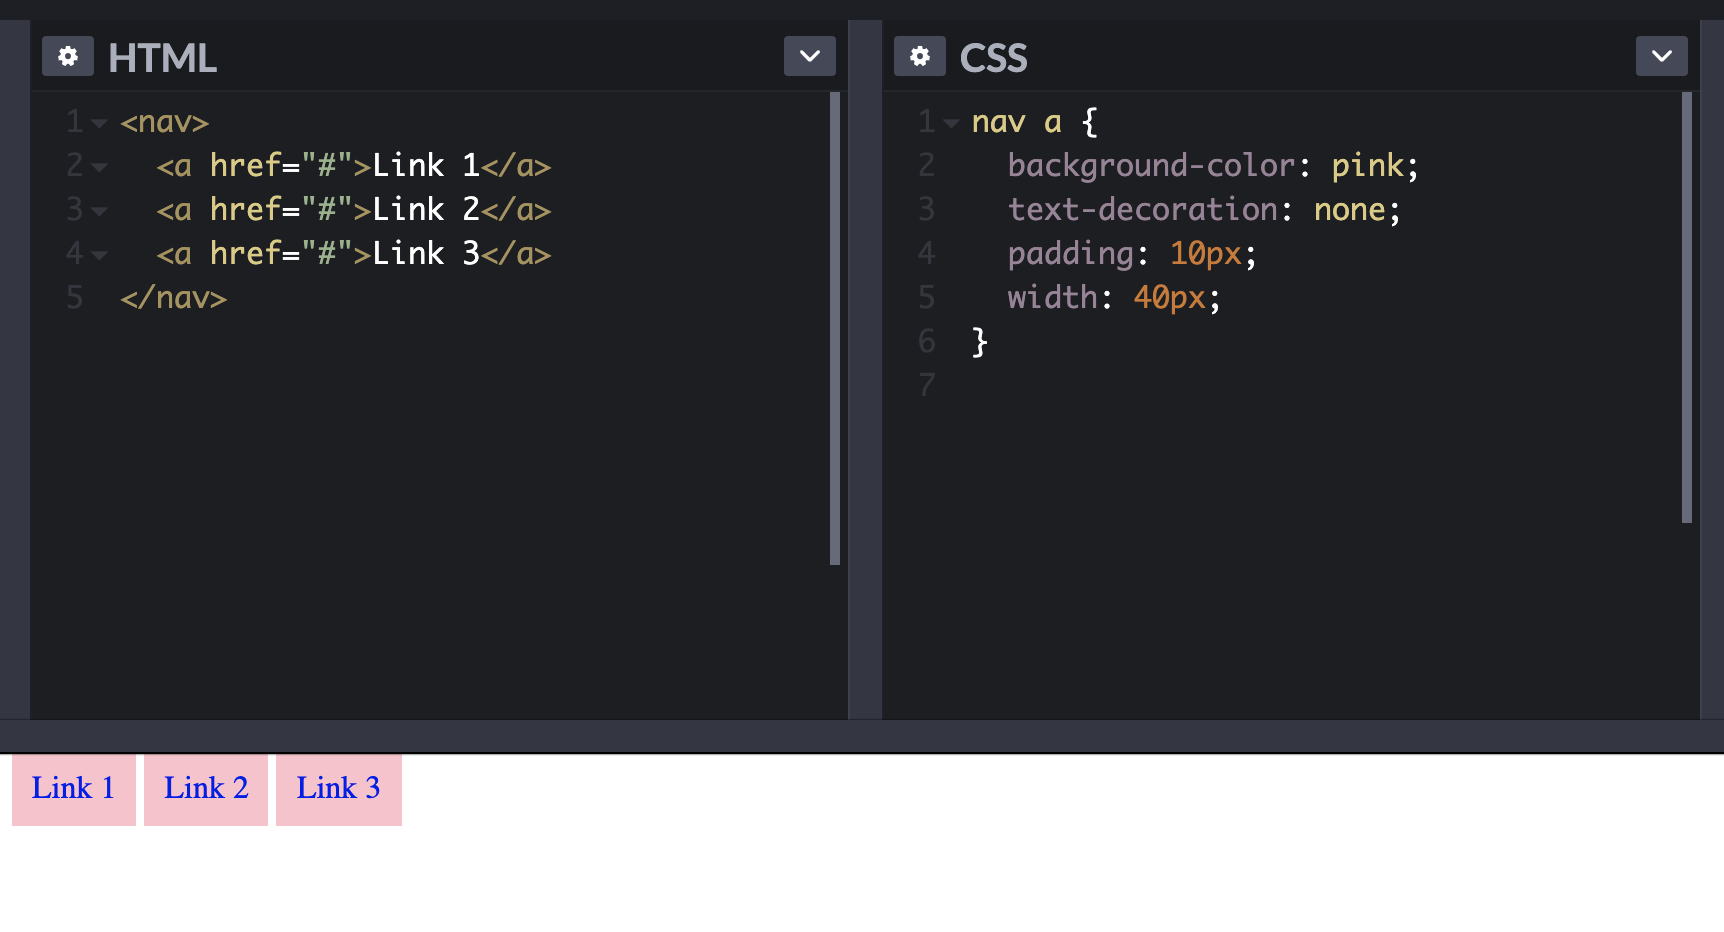 HTML
1 <nav>
2   <a href="#">Link 1</a>
3   <a href="#">Link 2</a>
4   <a href="#">Link 3</a>
5 </nav>
CSS
1 nav a {
2   background-color: pink;
3   text-decoration: none;
4   padding: 10px;
5   width: 40px;
6 }
7
Link 1 Link 2 Link 3